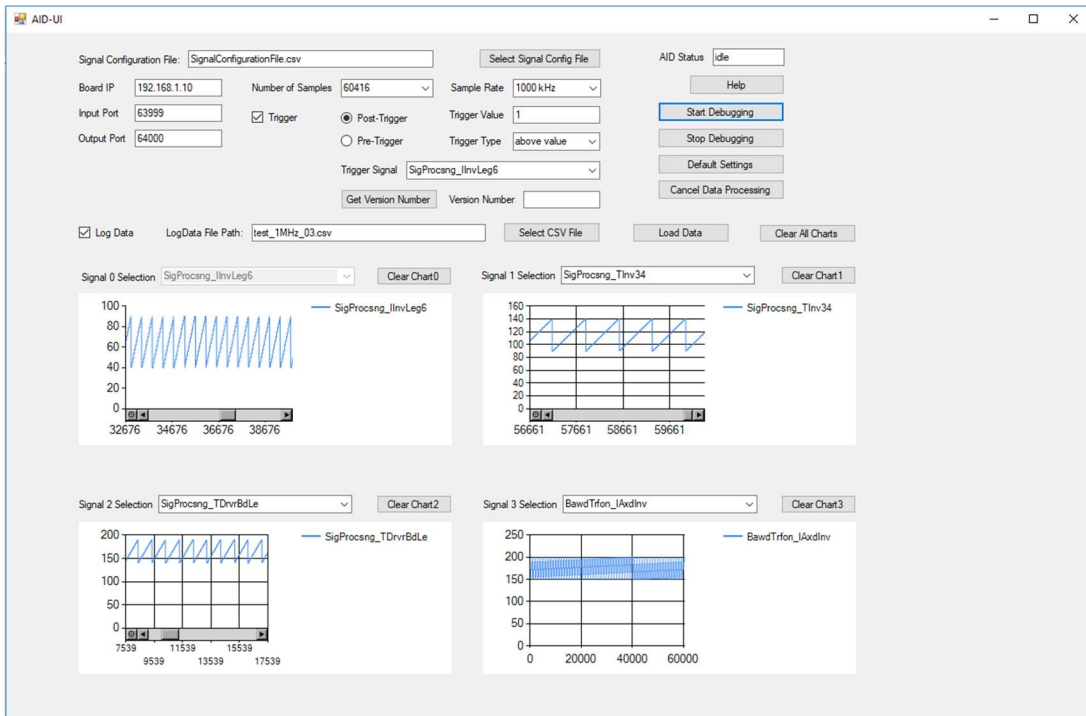 AID-UI
Signal Configuration File: SignalConfigurationFile.csv Select Signal Config File AID Status idle
Board IP 192.168.1.10 Number of Samples 60416 Sample Rate 1000 kHz Help
Input Port 63999 Trigger Post-Trigger Trigger Value 1 Start Debugging
Output Port 64000 Pre-Trigger Trigger Type above value Stop Debugging
Trigger Signal SigProcsng_IInvLeg6 Default Settings
Get Version Number Version Number Cancel Data Processing
Log Data LogData File Path: test_1MHz_03.csv Select CSV File Load Data Clear All Charts
Signal 0 Selection SigProcsng_IInvLeg6 Clear Chart0
100
80
60
40
20
0
32676 34676 36676 38676
SigProcsng_IInvLeg6
Signal 1 Selection SigProcsng_TInv34 Clear Chart1
160
140
120
100
80
60
40
20
0
56661 57661 58661 59661
SigProcsng_TInv34
Signal 2 Selection SigProcsng_TDrvrBdLe Clear Chart2
200
150
100
50
0
7539 11539 15539
9539 13539 17539
SigProcsng_TDrvrBdLe
Signal 3 Selection BawdTrfon_IAxdInv Clear Chart3
250
200
150
100
50
0
0 20000 40000 60000
BawdTrfon_IAxdInv